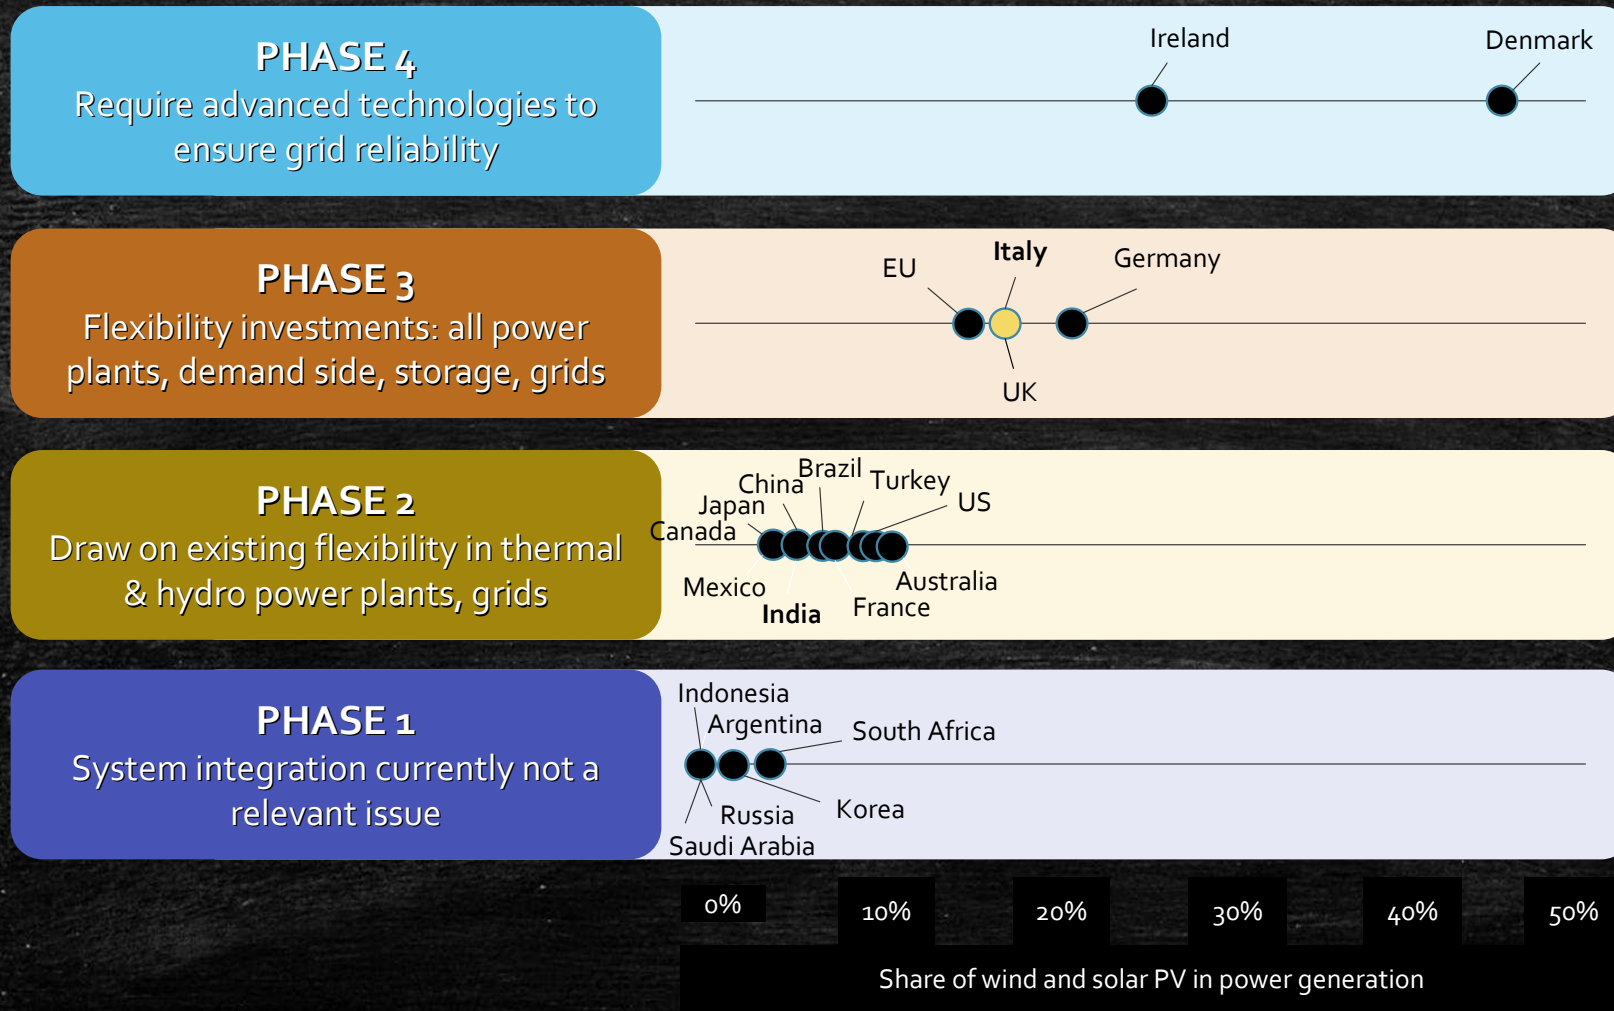 PHASE 4
Require advanced technologies to
ensure grid reliability
Ireland
Denmark
PHASE 3
Flexibility investments: all power
plants, demand side, storage, grids
EU
Italy
Germany
UK
PHASE 2
Draw on existing flexibility in thermal
& hydro power plants, grids
Brazil
China
Turkey
Japan
US
Canada
Mexico
Australia
India
France
PHASE 1
System integration currently not a
relevant issue
Indonesia
Argentina
South Africa
Korea
Russia
Saudi Arabia
0%
10%
20%
30%
40%
50%
Share of wind and solar PV in power generation